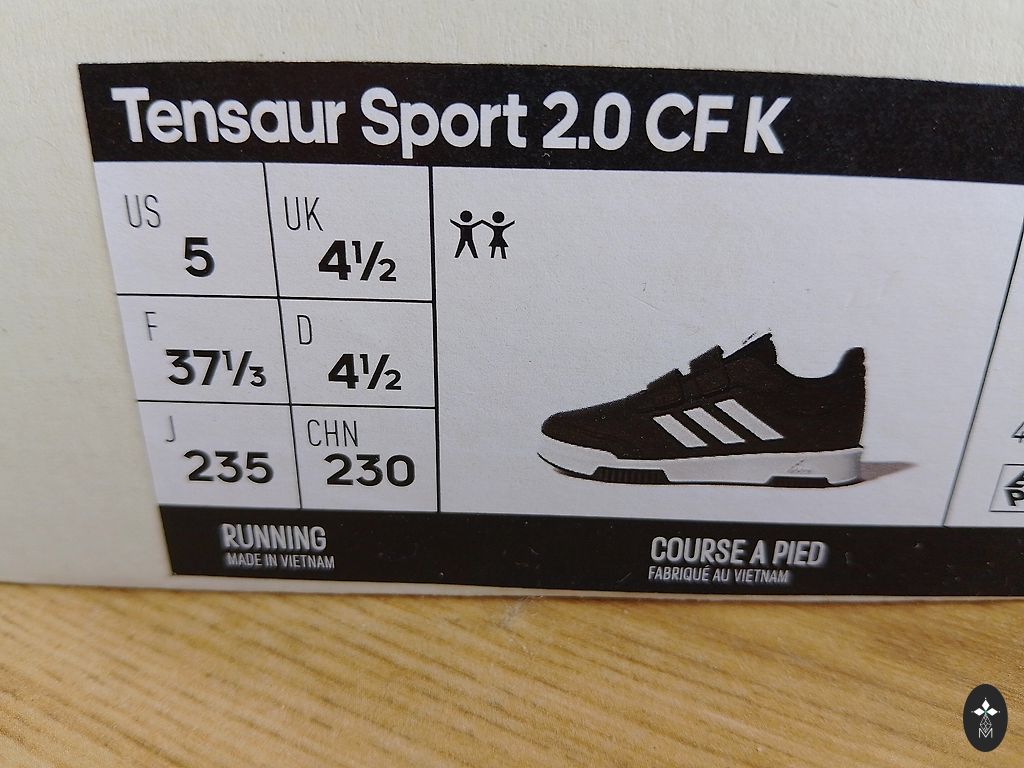 Tensaur Sport 2.0 CF K
US 5
UK 4½
F 37⅓
D 4½
J 235
CHN 230
RUNNING
MADE IN VIETNAM
COURSE A PIED
FABRIQUÉ AU VIETNAM
M